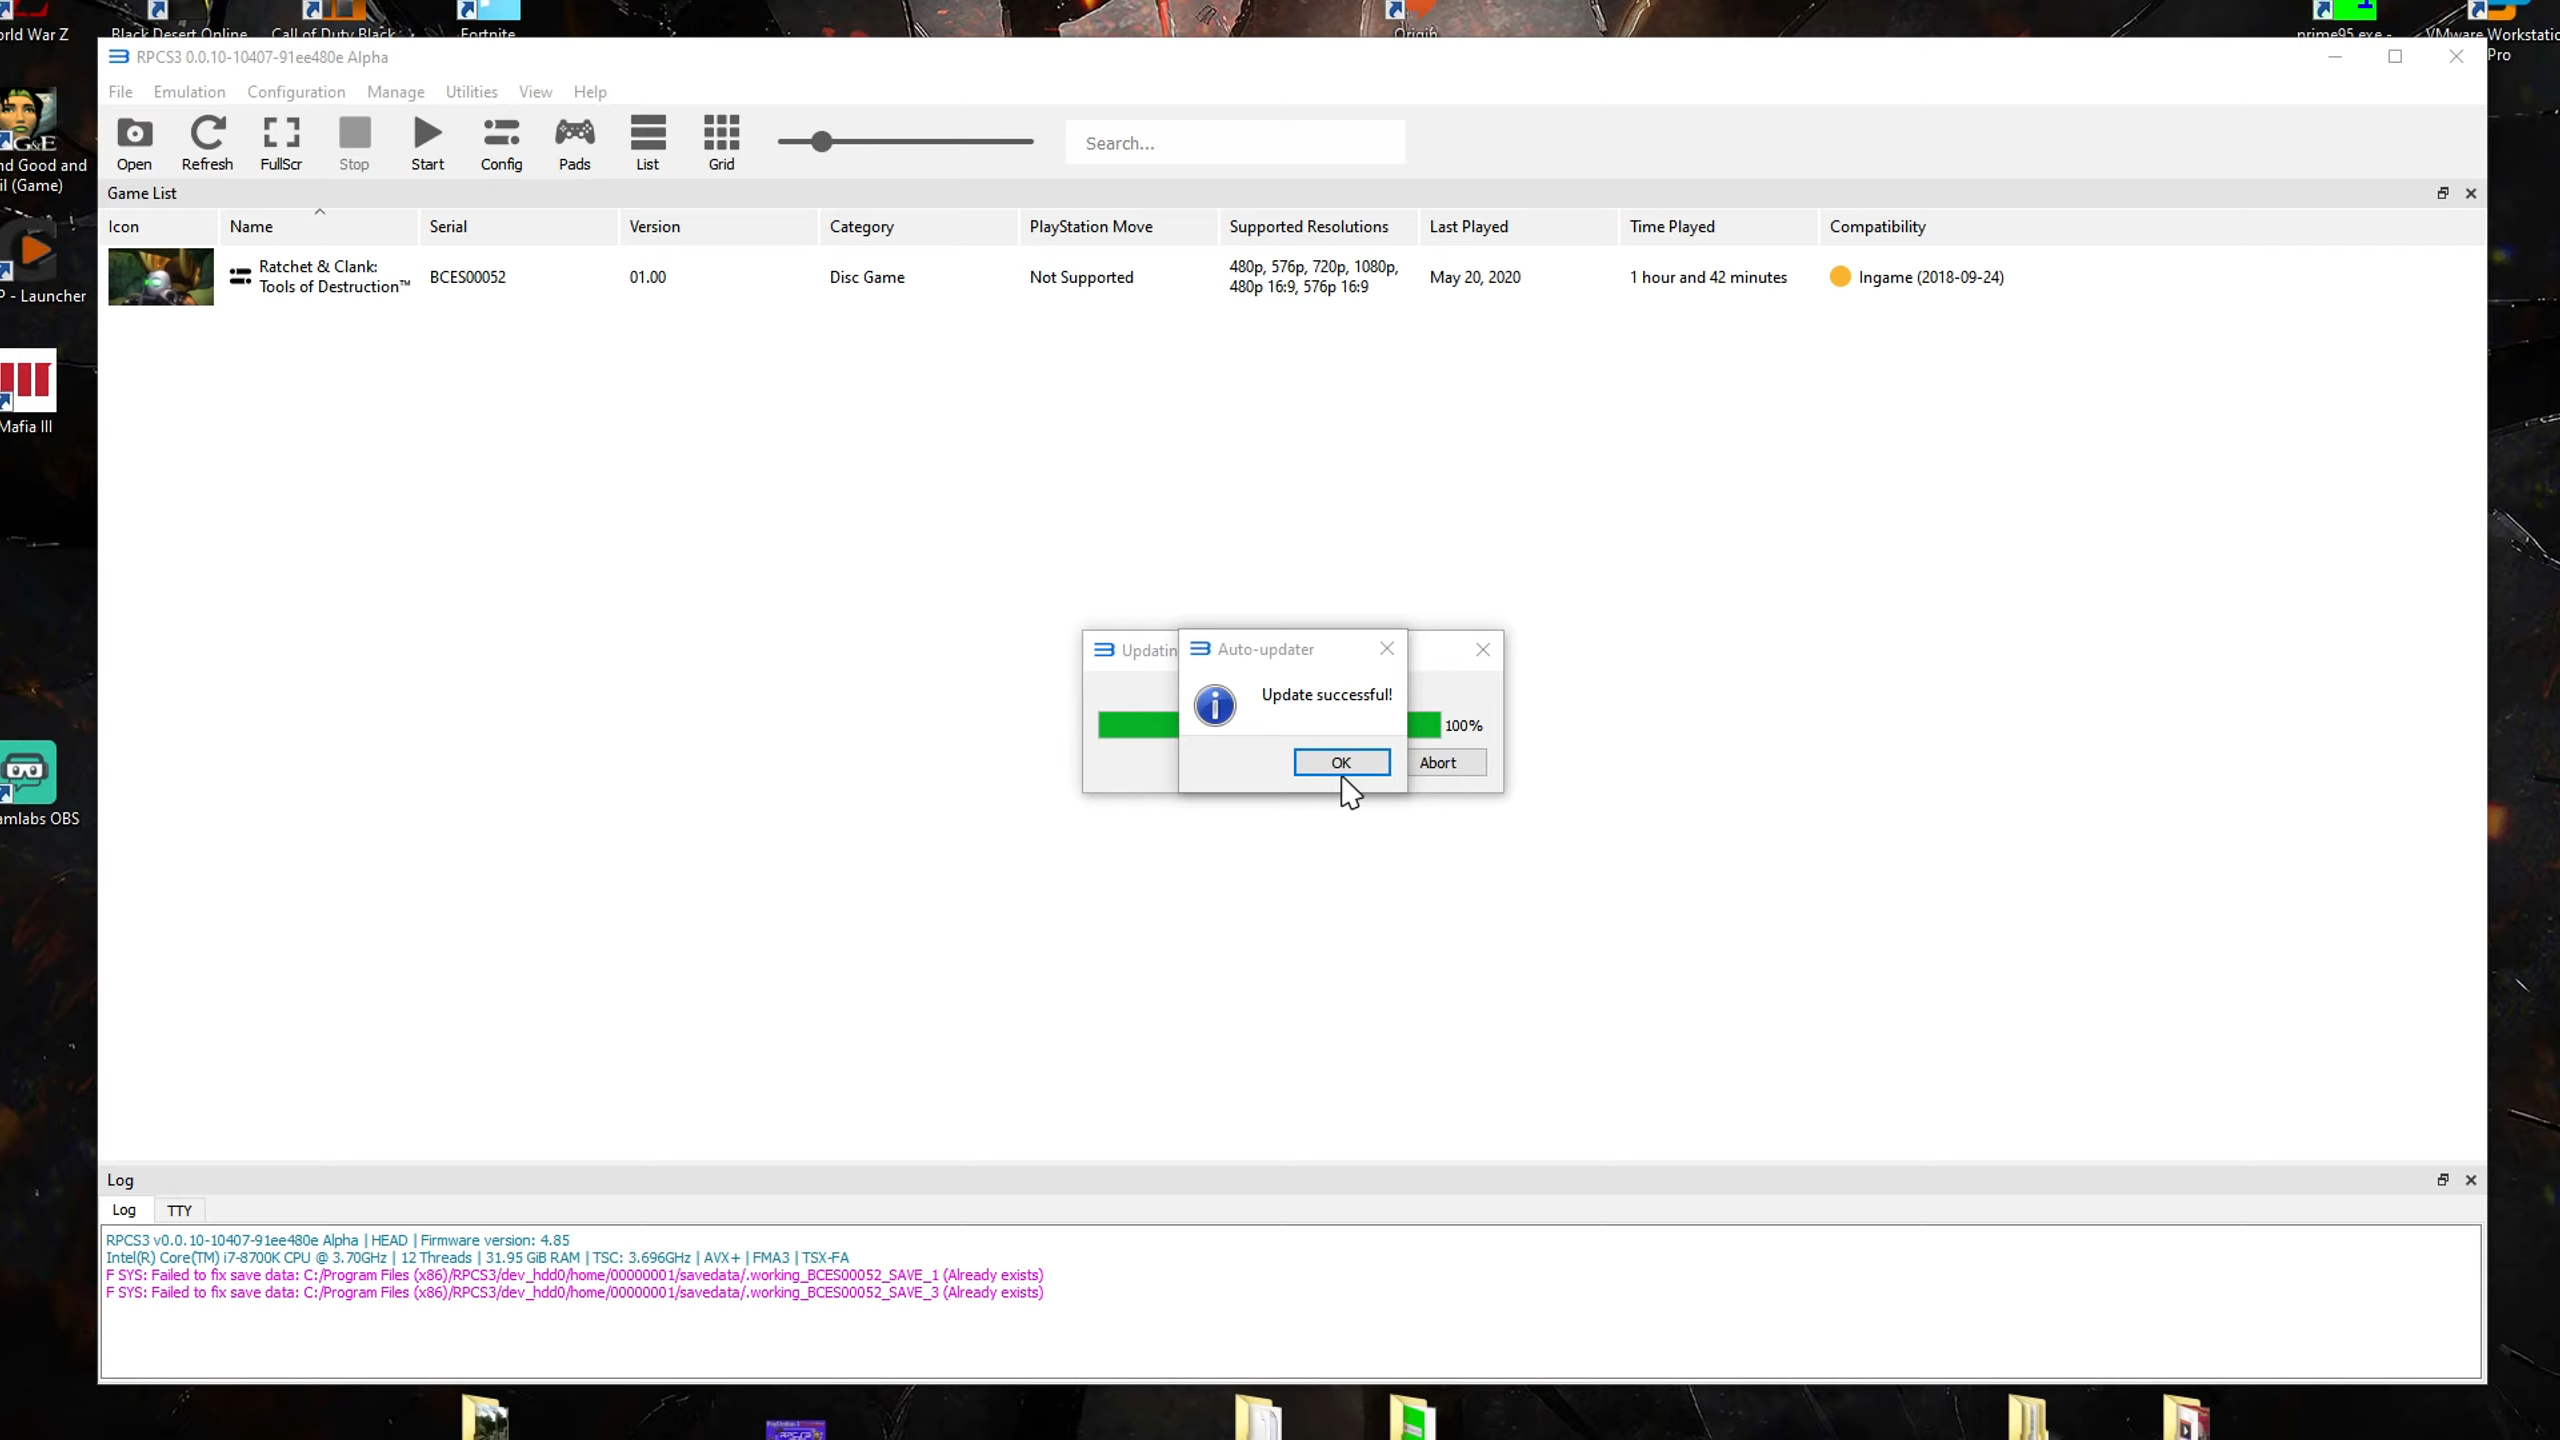 orld War Z
Black Desert Online
Call of Duty Black
Fortnite
Origin
prime95.exe -
VMware Workstatio
Pro
RPCS3 0.0.10-10407-91ee480e Alpha
File Emulation Configuration Manage Utilities View Help
Open Refresh FullScr Stop Start Config Pads List Grid
Search...
G&E
nd Good and
il (Game)
P - Launcher
Mafia III
amlabs OBS
Game List
Icon Name Serial Version Category PlayStation Move Supported Resolutions Last Played Time Played Compatibility
Ratchet & Clank:
Tools of Destruction™
BCES00052
01.00
Disc Game
Not Supported
480p, 576p, 720p, 1080p,
480p 16:9, 576p 16:9
May 20, 2020
1 hour and 42 minutes
Ingame (2018-09-24)
Updatin
Auto-updater
Update successful!
100%
OK
Abort
Log
Log TTY
RPCS3 v0.0.10-10407-91ee480e Alpha | HEAD | Firmware version: 4.85
Intel(R) Core(TM) i7-8700K CPU @ 3.70GHz | 12 Threads | 31.95 GiB RAM | TSC: 3.696GHz | AVX+ | FMA3 | TSX-FA
F SYS: Failed to fix save data: C:/Program Files (x86)/RPCS3/dev_hdd0/home/00000001/savedata/.working_BCES00052_SAVE_1 (Already exists)
F SYS: Failed to fix save data: C:/Program Files (x86)/RPCS3/dev_hdd0/home/00000001/savedata/.working_BCES00052_SAVE_3 (Already exists)